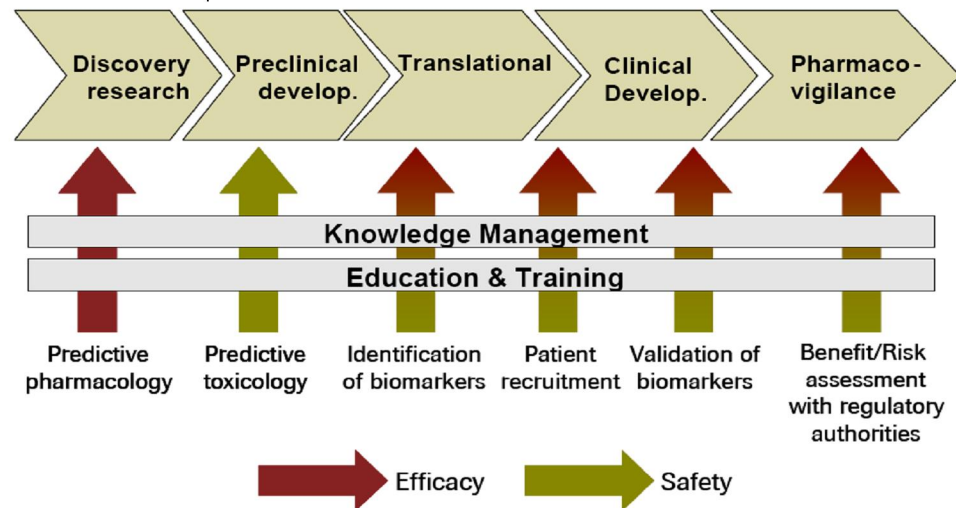 Discovery
research
Preclinical
develop.
Translational
Clinical
Develop.
Pharmaco-
vigilance
Knowledge Management
Education & Training
Predictive
pharmacology
Predictive
toxicology
Identification
of biomarkers
Patient
recruitment
Validation of
biomarkers
Benefit/Risk
assessment
with regulatory
authorities
Efficacy
Safety